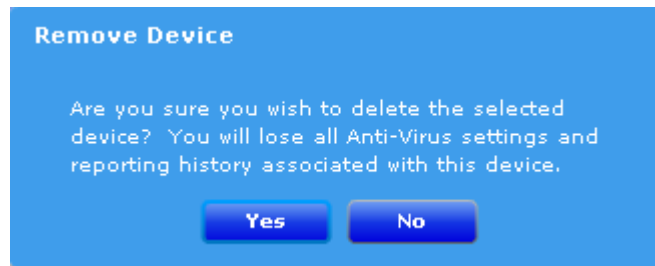 Remove Device
Are you sure you wish to delete the selected
device? You will lose all Anti-Virus settings and
reporting history associated with this device.
Yes No